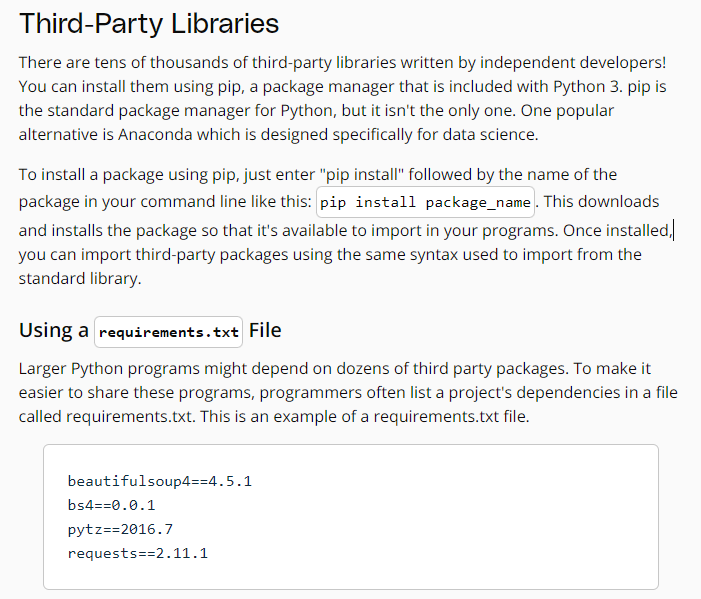 Third-Party Libraries
There are tens of thousands of third-party libraries written by independent developers!
You can install them using pip, a package manager that is included with Python 3. pip is
the standard package manager for Python, but it isn't the only one. One popular
alternative is Anaconda which is designed specifically for data science.
To install a package using pip, just enter "pip install" followed by the name of the
package in your command line like this: pip install package_name. This downloads
and installs the package so that it's available to import in your programs. Once installed,
you can import third-party packages using the same syntax used to import from the
standard library.
Using a requirements.txt File
Larger Python programs might depend on dozens of third party packages. To make it
easier to share these programs, programmers often list a project's dependencies in a file
called requirements.txt. This is an example of a requirements.txt file.
beautifulsoup4==4.5.1
bs4==0.0.1
pytz==2016.7
requests==2.11.1